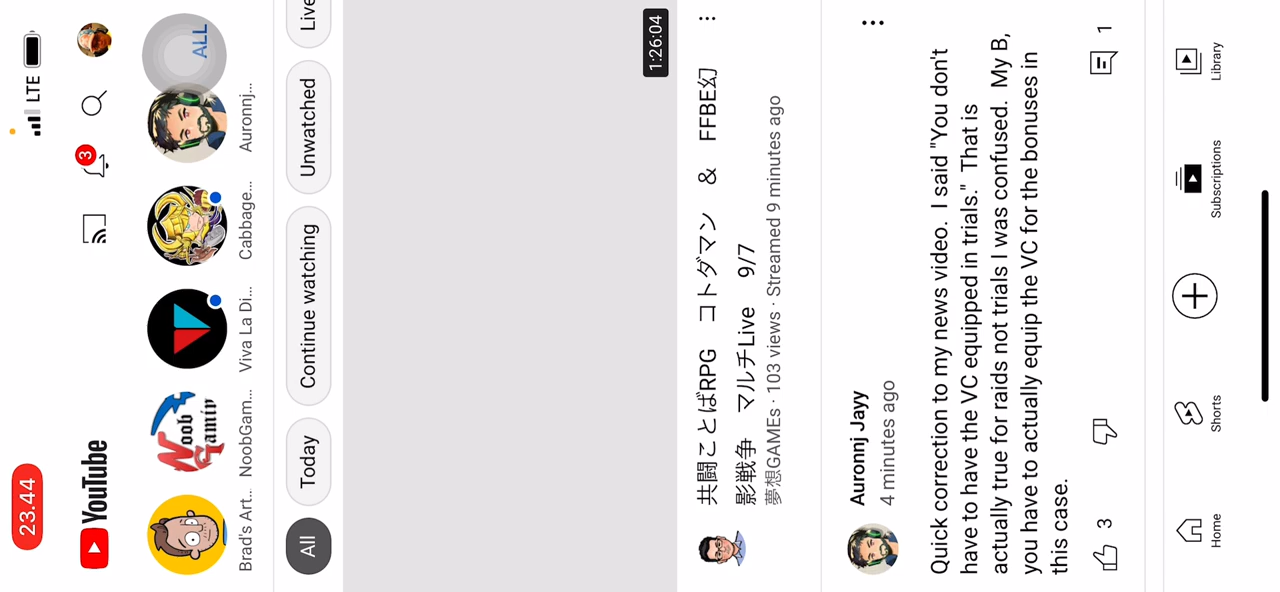 23.44
LTE
YouTube
3
Brad's Art...
Noob Gaming
NoobGam...
Viva La Di...
Cabbage...
Auronnj...
ALL
All
Today
Continue watching
Unwatched
Live
1:26:04
共闘ことばRPG コトダマン & FFBE幻
影戦争 マルチLive 9/7
夢想GAMEs · 103 views · Streamed 9 minutes ago
Auronnj Jayy
4 minutes ago
Quick correction to my news video. I said "You don't
have to have the VC equipped in trials." That is
actually true for raids not trials I was confused. My B,
you have to actually equip the VC for the bonuses in
this case.
3
1
Home
Shorts
Subscriptions
Library